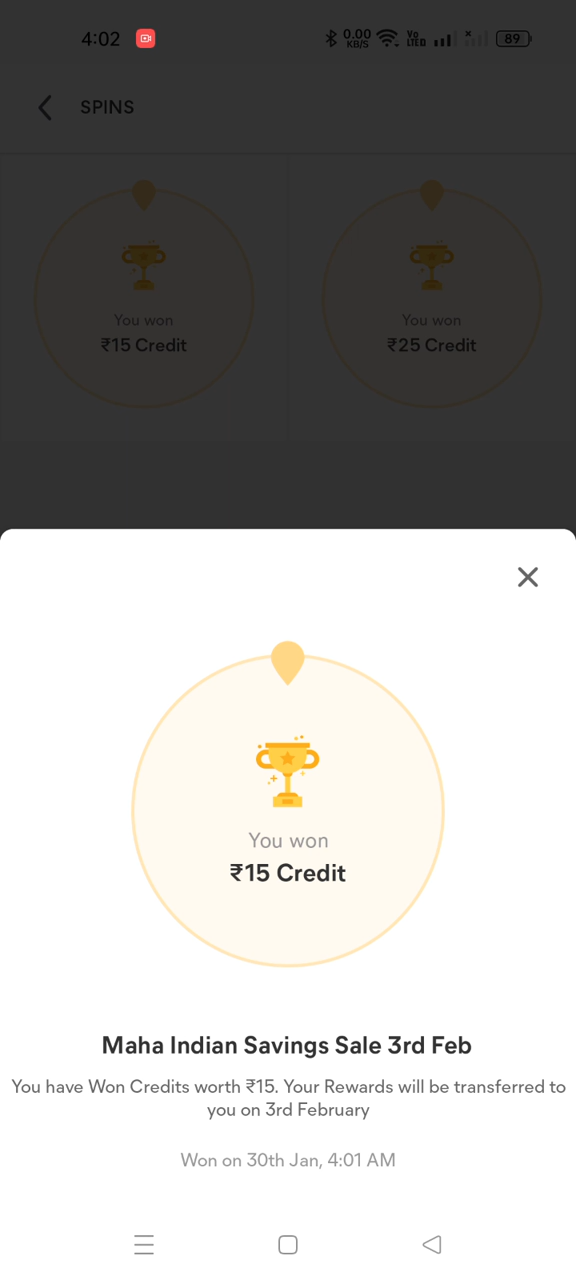 4:02
0.00
KB/S
VO
LTED
89
SPINS
You won
₹15 Credit
You won
₹25 Credit
You won
₹15 Credit
Maha Indian Savings Sale 3rd Feb
You have Won Credits worth ₹15. Your Rewards will be transferred to
you on 3rd February
Won on 30th Jan, 4:01 AM